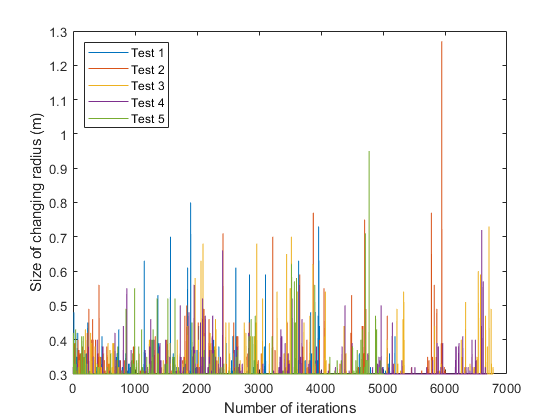 1.3
1.2
1.1
1
0.9
0.8
0.7
0.6
0.5
0.4
0.3
Size of changing radius (m)
Test 1
Test 2
Test 3
Test 4
Test 5
0 1000 2000 3000 4000 5000 6000 7000
Number of iterations